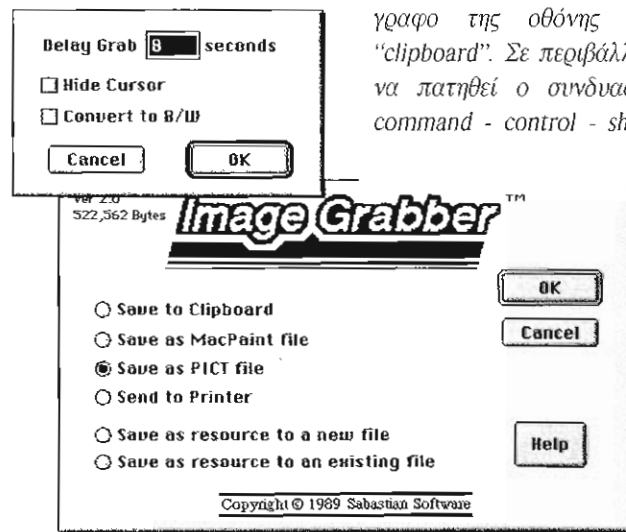 Delay Grab 8 seconds
Hide Cursor
Convert to B/W
Cancel OK
γραφο της οθόνης
“clipboard”. Σε περιβάλ
να πατηθεί ο συνδυασ
command - control - sh
Ver 2.0
522,562 Bytes
Image Grabber™
Save to Clipboard
Save as MacPaint file
Save as PICT file
Send to Printer
Save as resource to a new file
Save as resource to an existing file
OK
Cancel
Help
Copyright © 1989 Sabastian Software